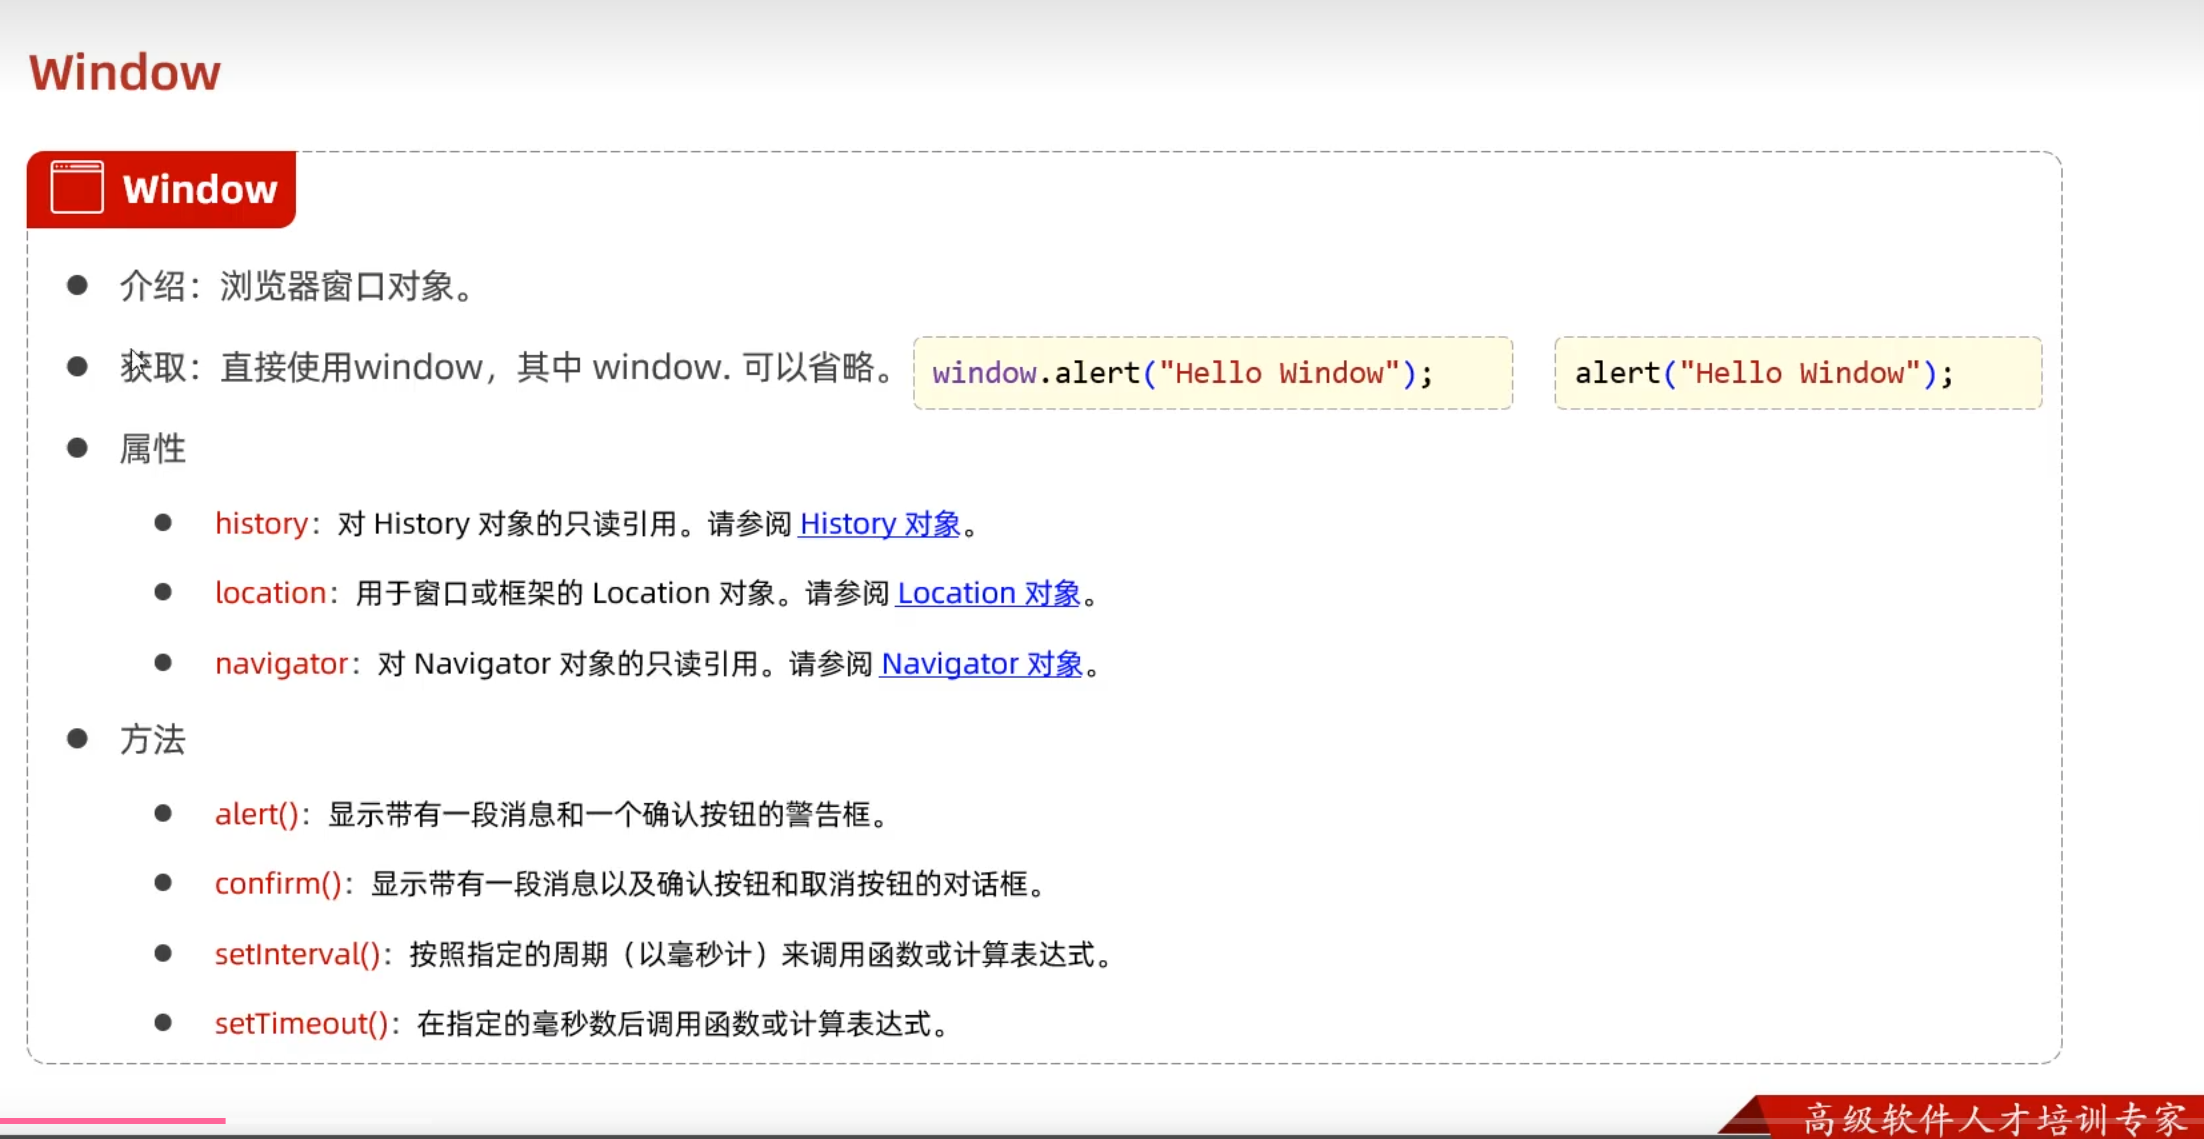 Window
Window
介绍：浏览器窗口对象。
获取：直接使用window，其中 window. 可以省略。 window.alert("Hello Window"); alert("Hello Window");
属性
history：对 History 对象的只读引用。请参阅 History 对象。
location：用于窗口或框架的 Location 对象。请参阅 Location 对象。
navigator：对 Navigator 对象的只读引用。请参阅 Navigator 对象。
方法
alert()：显示带有一段消息和一个确认按钮的警告框。
confirm()：显示带有一段消息以及确认按钮和取消按钮的对话框。
setInterval()：按照指定的周期（以毫秒计）来调用函数或计算表达式。
setTimeout()：在指定的毫秒数后调用函数或计算表达式。
高级软件人才培训专家